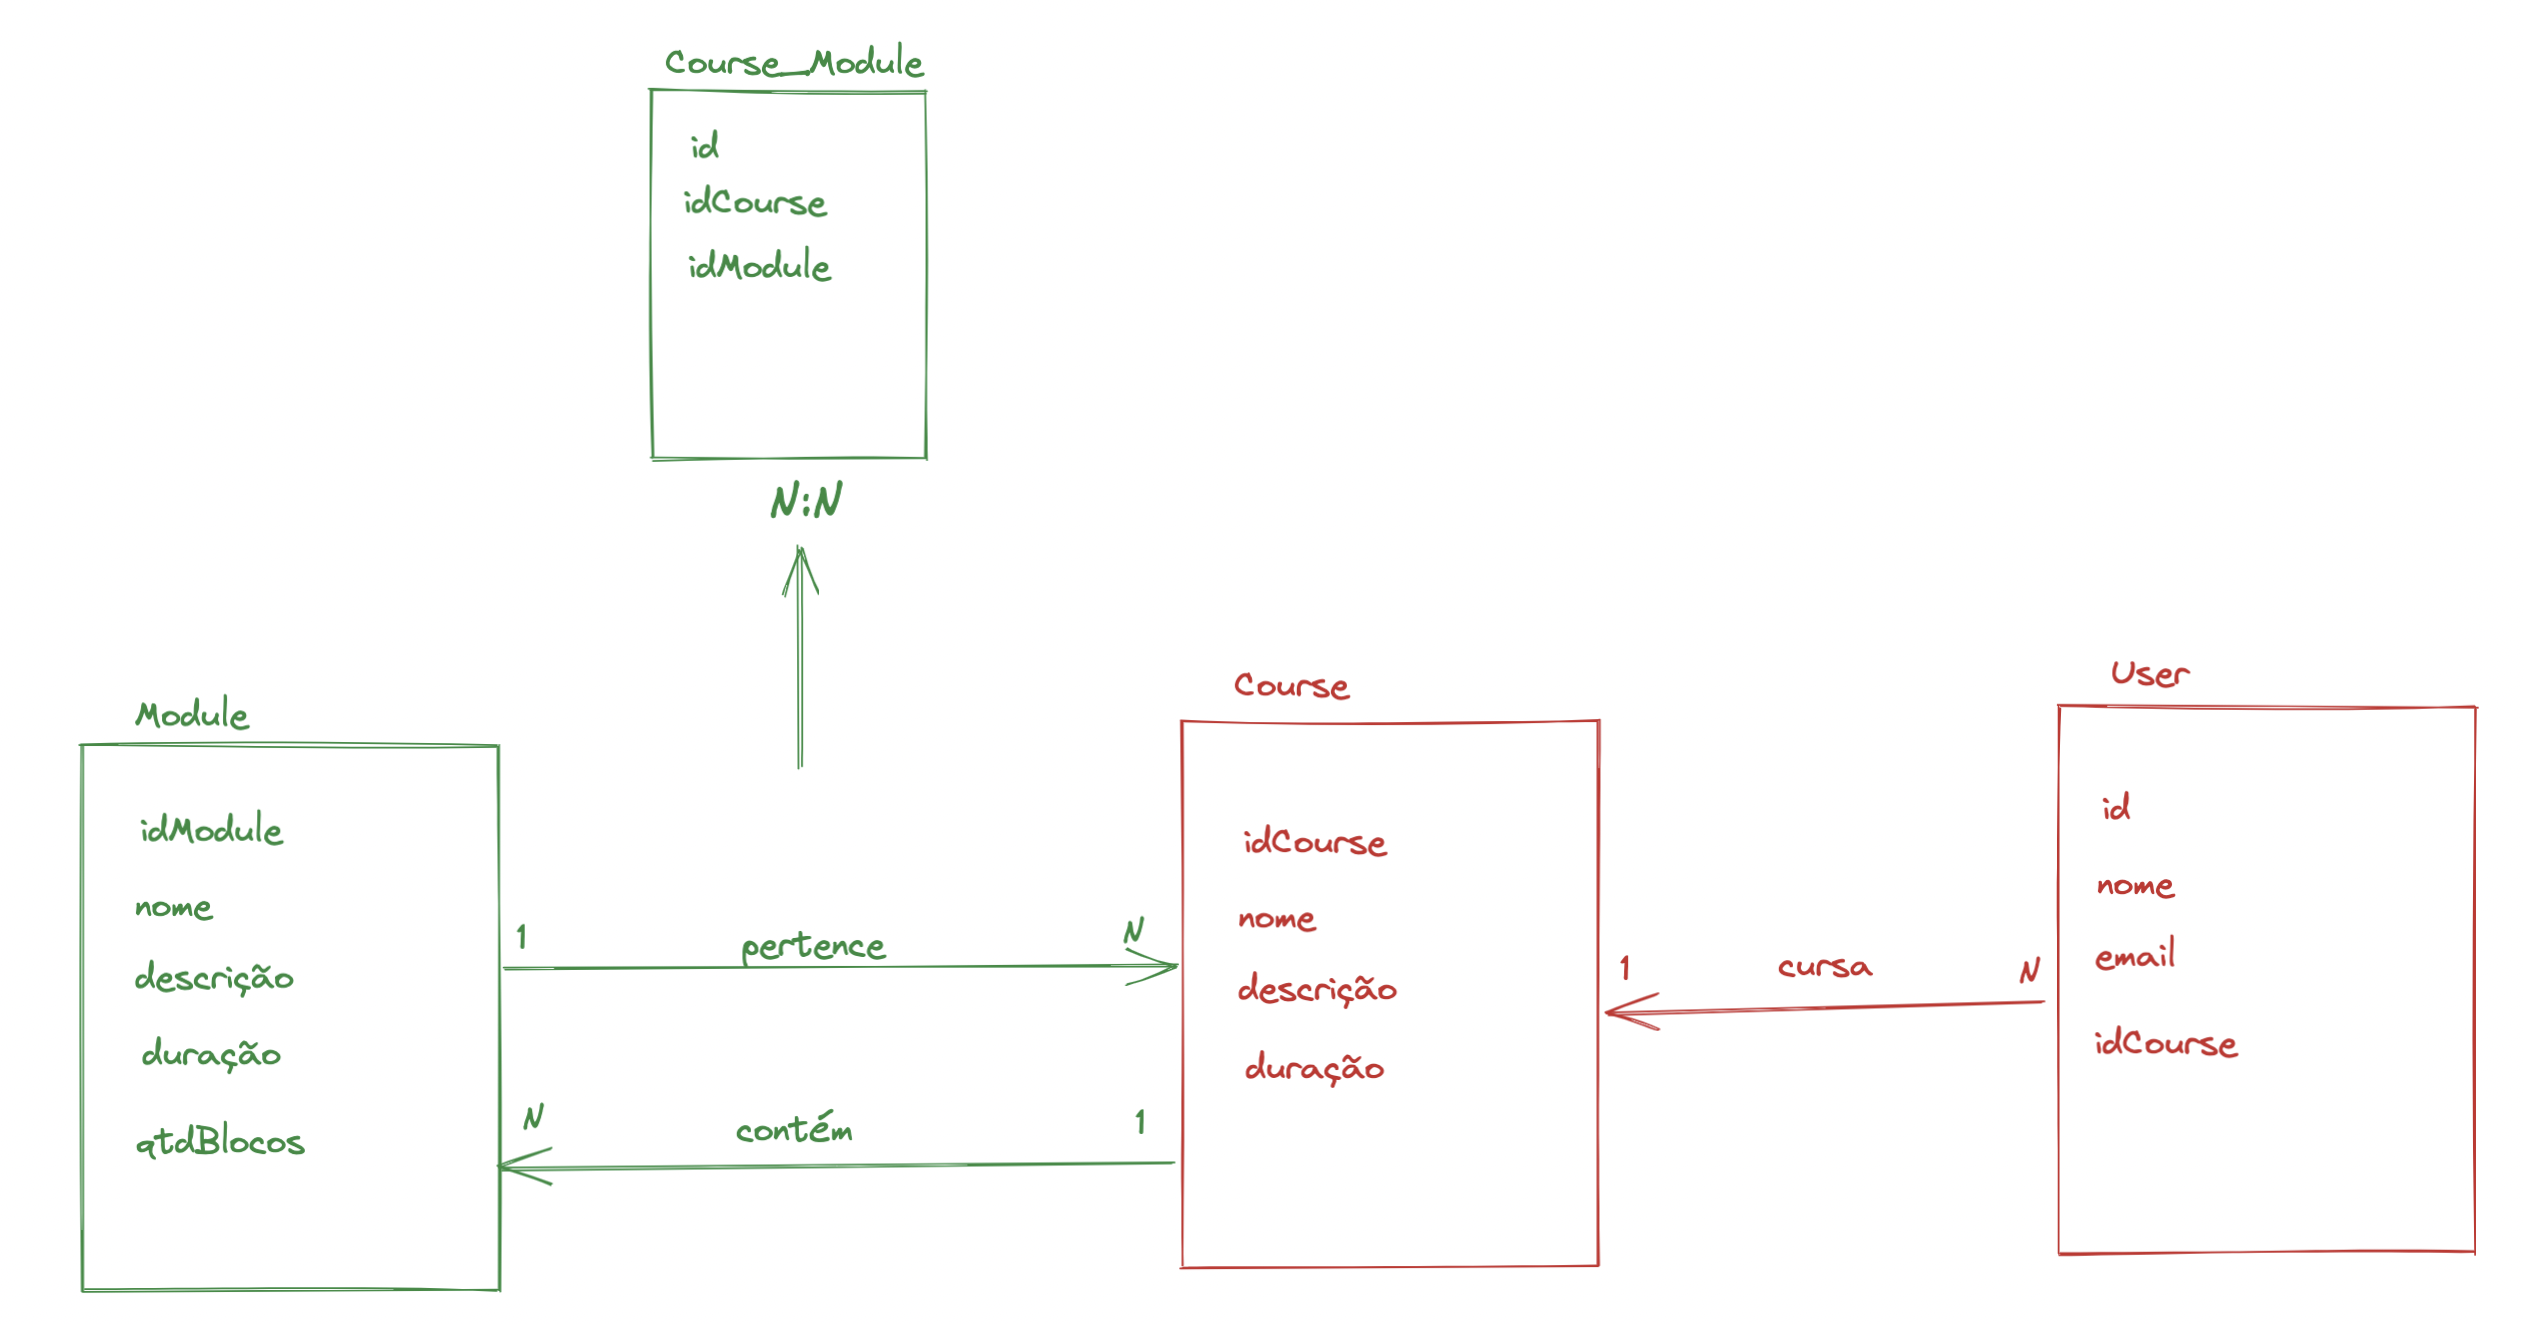 Course_Module
id
idCourse
idModule
N:N
Module
idModule
nome
descrição
duração
qtdBlocos
1
pertence
N
N
contém
1
Course
idCourse
nome
descrição
duração
1
cursa
N
User
id
nome
email
idCourse